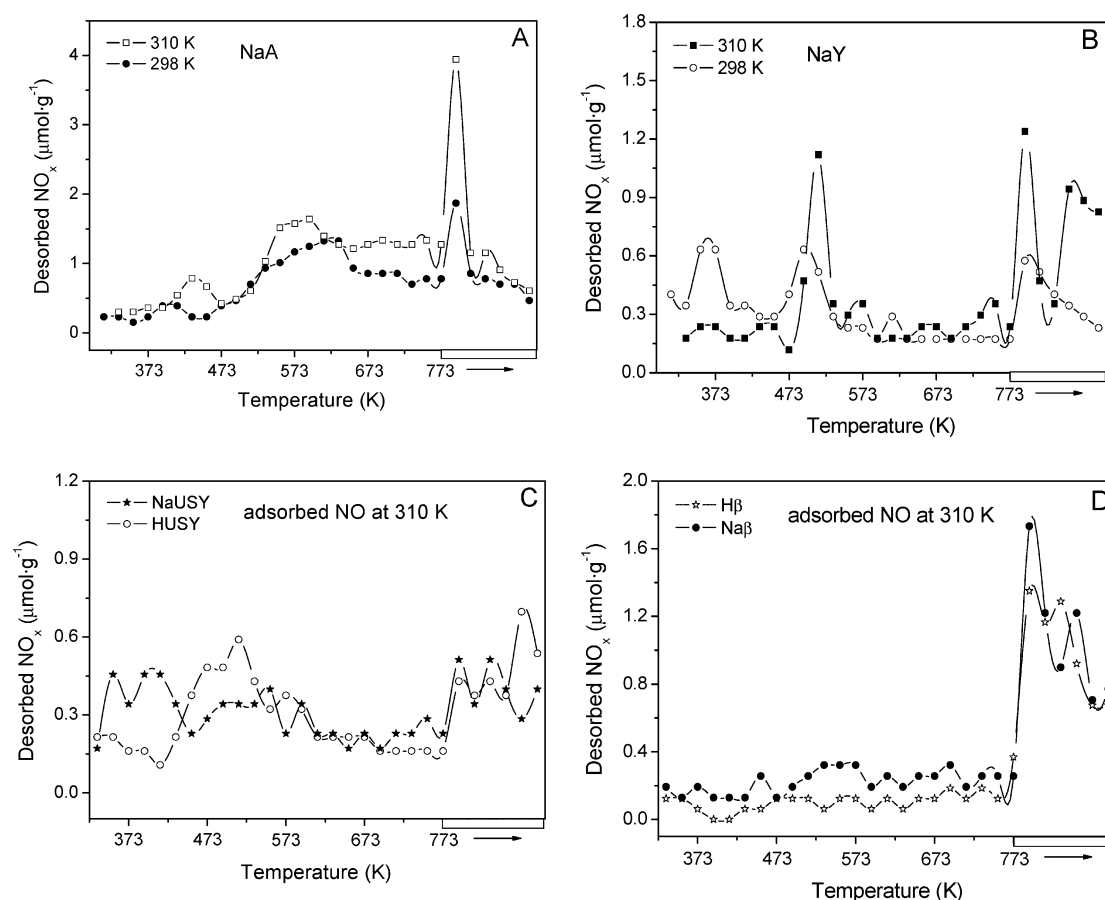 A
NaA
310 K
298 K
Desorbed NOₓ (μmol·g⁻¹)
4
3
2
1
0
373 473 573 673 773
Temperature (K)
B
NaY
310 K
298 K
Desorbed NOₓ (μmol·g⁻¹)
1.8
1.5
1.2
0.9
0.6
0.3
0.0
373 473 573 673 773
Temperature (K)
C
NaUSY
HUSY
adsorbed NO at 310 K
Desorbed NOₓ (μmol·g⁻¹)
1.2
0.9
0.6
0.3
0.0
373 473 573 673 773
Temperature (K)
D
Hβ
Naβ
adsorbed NO at 310 K
Desorbed NOₓ (μmol·g⁻¹)
2.0
1.6
1.2
0.8
0.4
0.0
373 473 573 673 773
Temperature (K)